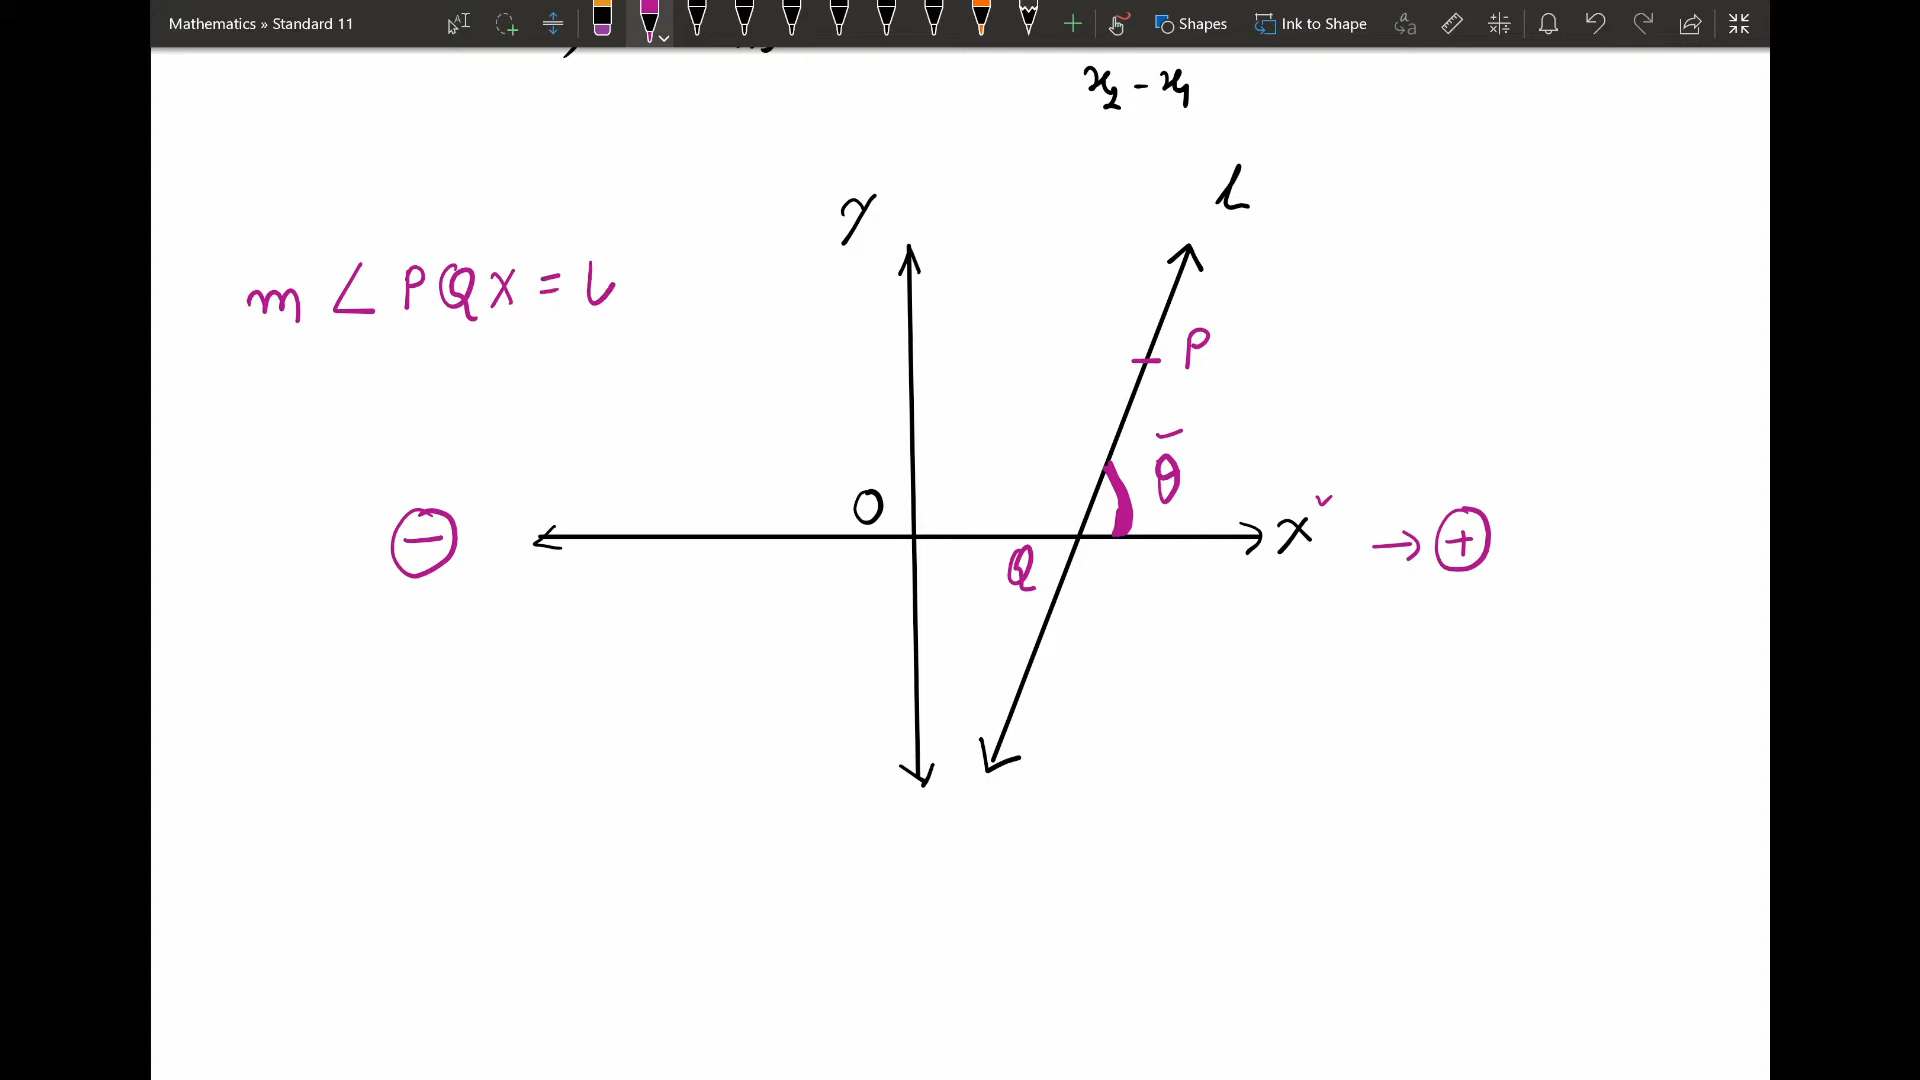 Mathematics » Standard 11
Shapes
Ink to Shape
x₂ - x₁
L
Y
m ∠ PQX =
P
θ
O
X
+
−
Q